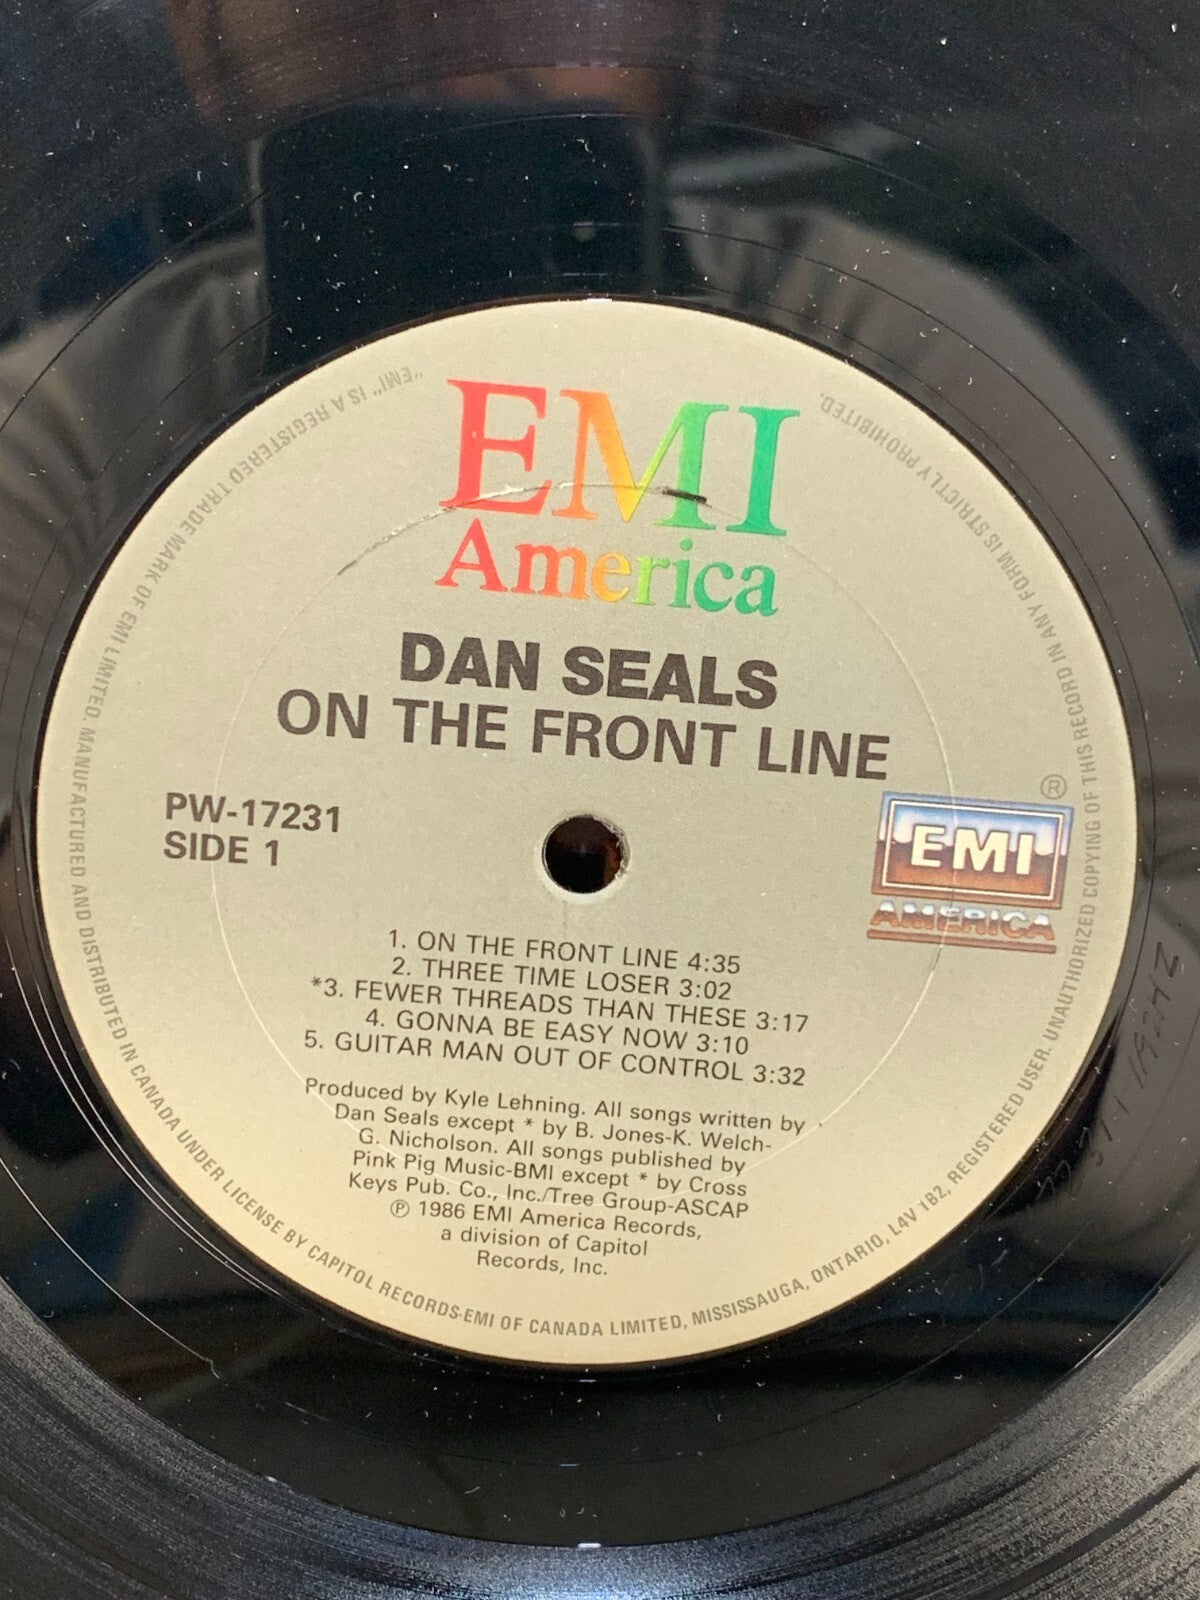 EMI
America
DAN SEALS
ON THE FRONT LINE
PW-17231
SIDE 1
®
EMI
AMERICA
1. ON THE FRONT LINE 4:35
2. THREE TIME LOSER 3:02
*3. FEWER THREADS THAN THESE 3:17
4. GONNA BE EASY NOW 3:10
5. GUITAR MAN OUT OF CONTROL 3:32
Produced by Kyle Lehning. All songs written by
Dan Seals except * by B. Jones-K. Welch-
G. Nicholson. All songs published by
Pink Pig Music-BMI except * by Cross
Keys Pub. Co., Inc./Tree Group-ASCAP
℗ 1986 EMI America Records,
a division of Capitol
Records, Inc.
"EMI" IS A REGISTERED TRADE MARK OF EMI LIMITED. MANUFACTURED AND DISTRIBUTED IN CANADA UNDER LICENSE BY CAPITOL RECORDS-EMI OF CANADA LIMITED, MISSISSAUGA, ONTARIO, L4V 1B2, REGISTERED USER. UNAUTHORIZED COPYING OF THIS RECORD IN ANY FORM IS STRICTLY PROHIBITED.